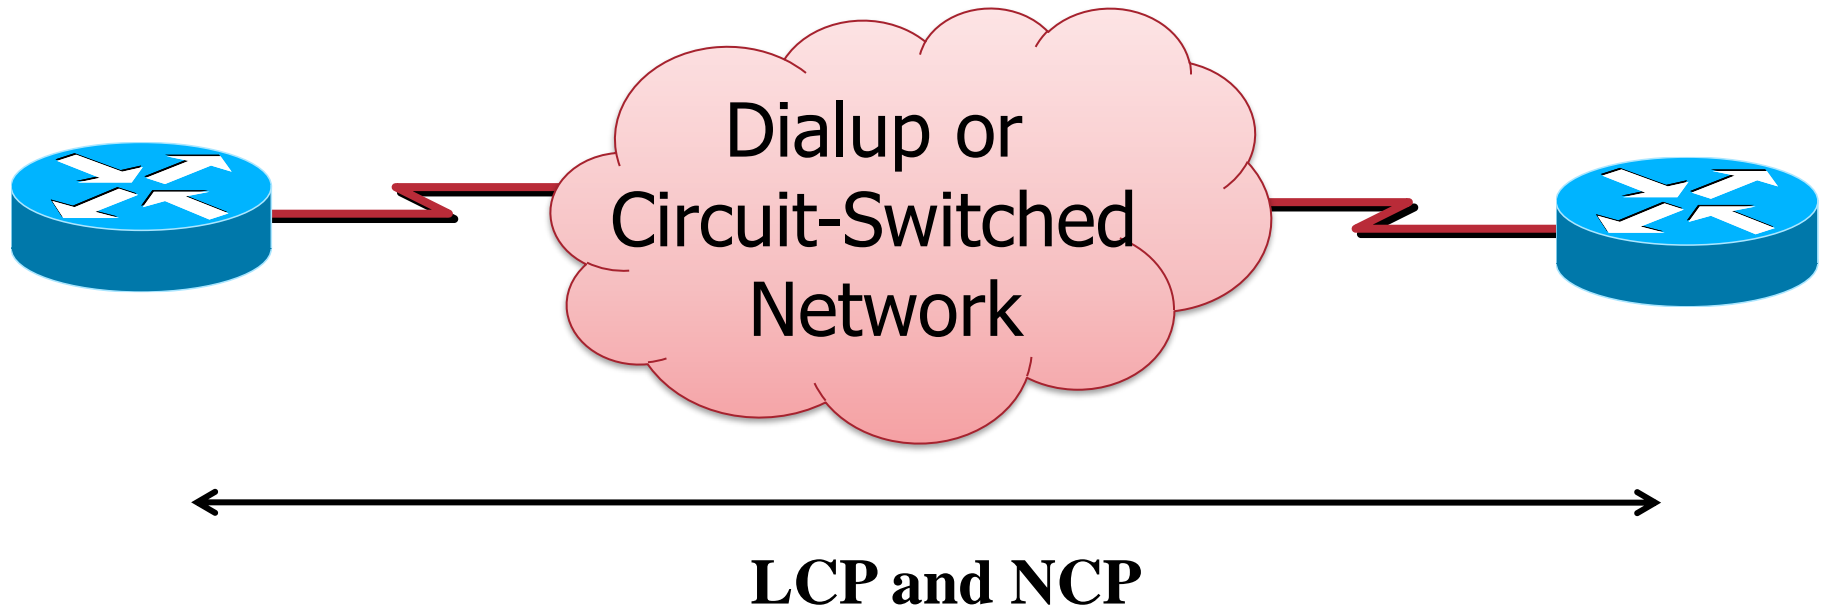 Dialup or
Circuit-Switched
Network
LCP and NCP